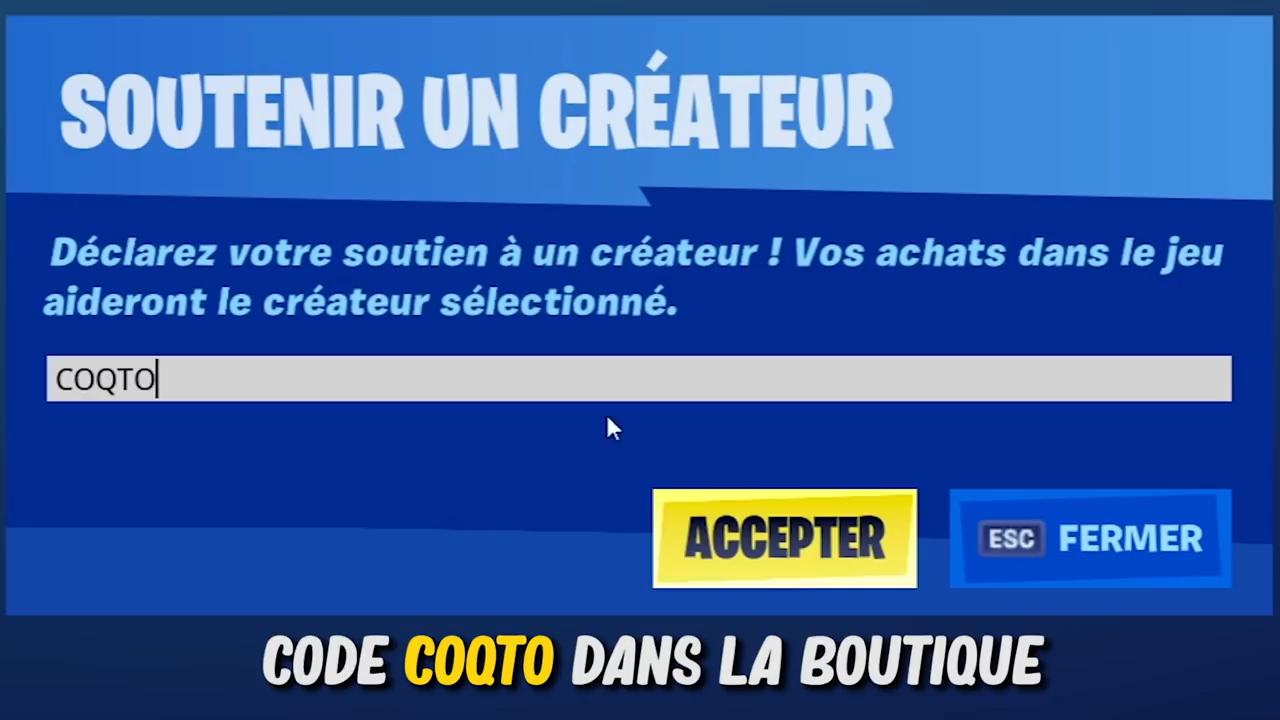 SOUTENIR UN CRÉATEUR
Déclarez votre soutien à un créateur ! Vos achats dans le jeu
aideront le créateur sélectionné.
COQTO
ACCEPTER
ESC FERMER
CODE COQTO DANS LA BOUTIQUE